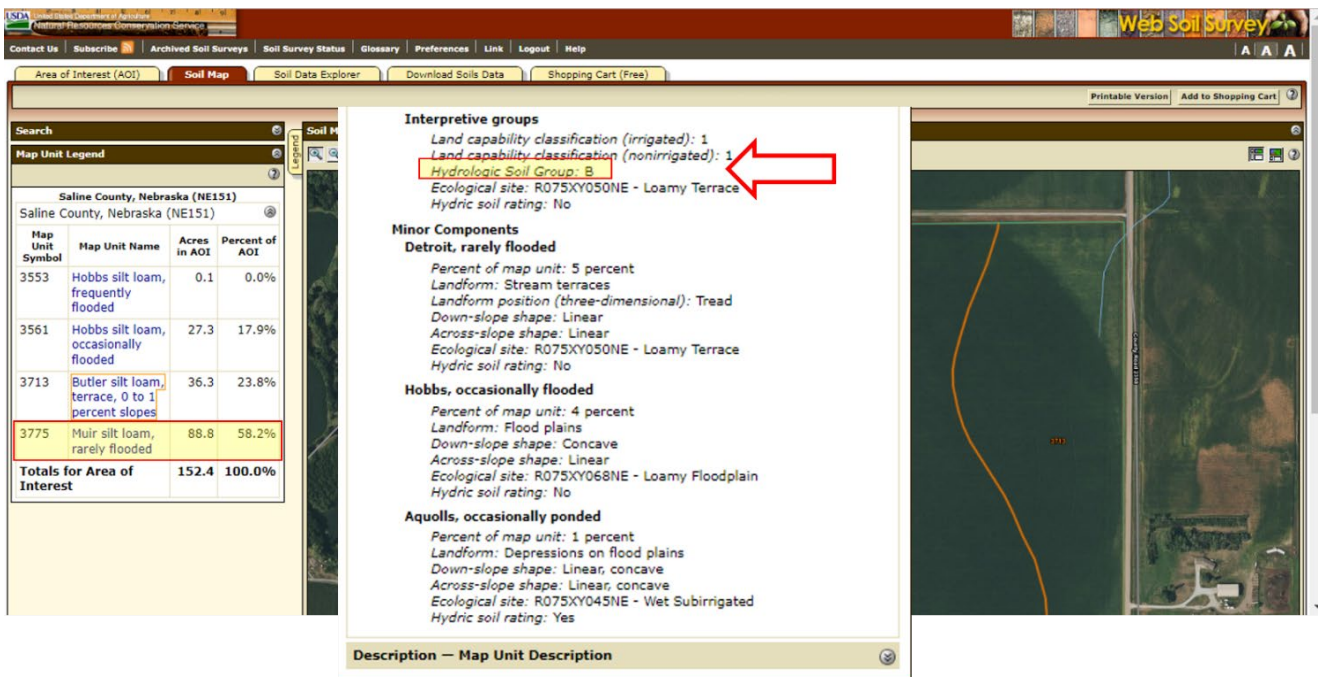 USDA United States Department of Agriculture
Natural Resources Conservation Service
Web Soil Survey
Contact Us Subscribe Archived Soil Surveys Soil Survey Status Glossary Preferences Link Logout Help
A A A
Area of Interest (AOI) Soil Map Soil Data Explorer Download Soils Data Shopping Cart (Free)
Printable Version Add to Shopping Cart
Search
Map Unit Legend
Saline County, Nebraska (NE151)
Saline County, Nebraska (NE151)
Map Unit Symbol Map Unit Name Acres in AOI Percent of AOI
3553 Hobbs silt loam, frequently flooded 0.1 0.0%
3561 Hobbs silt loam, occasionally flooded 27.3 17.9%
3713 Butler silt loam, terrace, 0 to 1 percent slopes 36.3 23.8%
3775 Muir silt loam, rarely flooded 88.8 58.2%
Totals for Area of Interest 152.4 100.0%
Legend
Soil M
Interpretive groups
Land capability classification (irrigated): 1
Land capability classification (nonirrigated): 1
Hydrologic Soil Group: B
Ecological site: R075XY050NE - Loamy Terrace
Hydric soil rating: No
Minor Components
Detroit, rarely flooded
Percent of map unit: 5 percent
Landform: Stream terraces
Landform position (three-dimensional): Tread
Down-slope shape: Linear
Across-slope shape: Linear
Ecological site: R075XY050NE - Loamy Terrace
Hydric soil rating: No
Hobbs, occasionally flooded
Percent of map unit: 4 percent
Landform: Flood plains
Down-slope shape: Concave
Across-slope shape: Linear
Ecological site: R075XY068NE - Loamy Floodplain
Hydric soil rating: No
Aquolls, occasionally ponded
Percent of map unit: 1 percent
Landform: Depressions on flood plains
Down-slope shape: Linear, concave
Across-slope shape: Linear, concave
Ecological site: R075XY045NE - Wet Subirrigated
Hydric soil rating: Yes
Description — Map Unit Description
3713